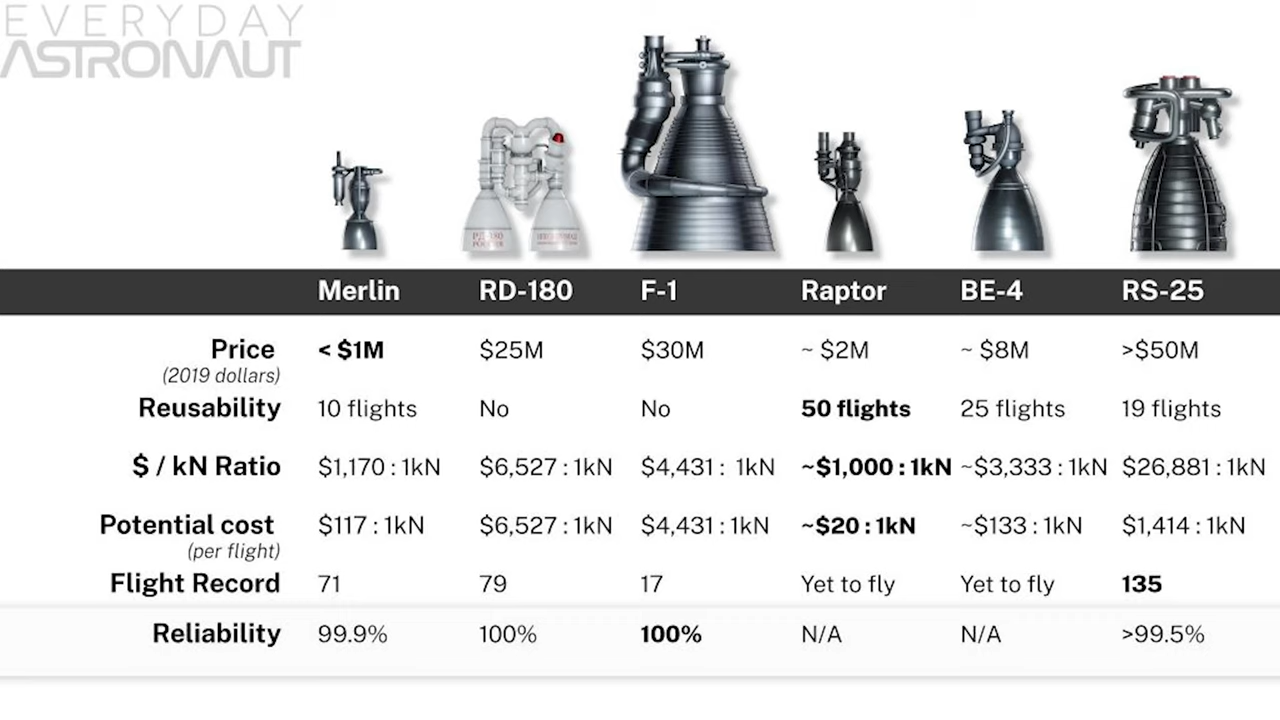 EVERYDAY
ASTRONAUT
Merlin RD-180 F-1 Raptor BE-4 RS-25
Price < $1M $25M $30M ~ $2M ~ $8M >$50M
(2019 dollars)
Reusability 10 flights No No 50 flights 25 flights 19 flights
$ / kN Ratio $1,170 : 1kN $6,527 : 1kN $4,431 : 1kN ~$1,000 : 1kN ~$3,333 : 1kN $26,881 : 1kN
Potential cost $117 : 1kN $6,527 : 1kN $4,431 : 1kN ~$20 : 1kN ~$133 : 1kN $1,414 : 1kN
(per flight)
Flight Record 71 79 17 Yet to fly Yet to fly 135
Reliability 99.9% 100% 100% N/A N/A >99.5%